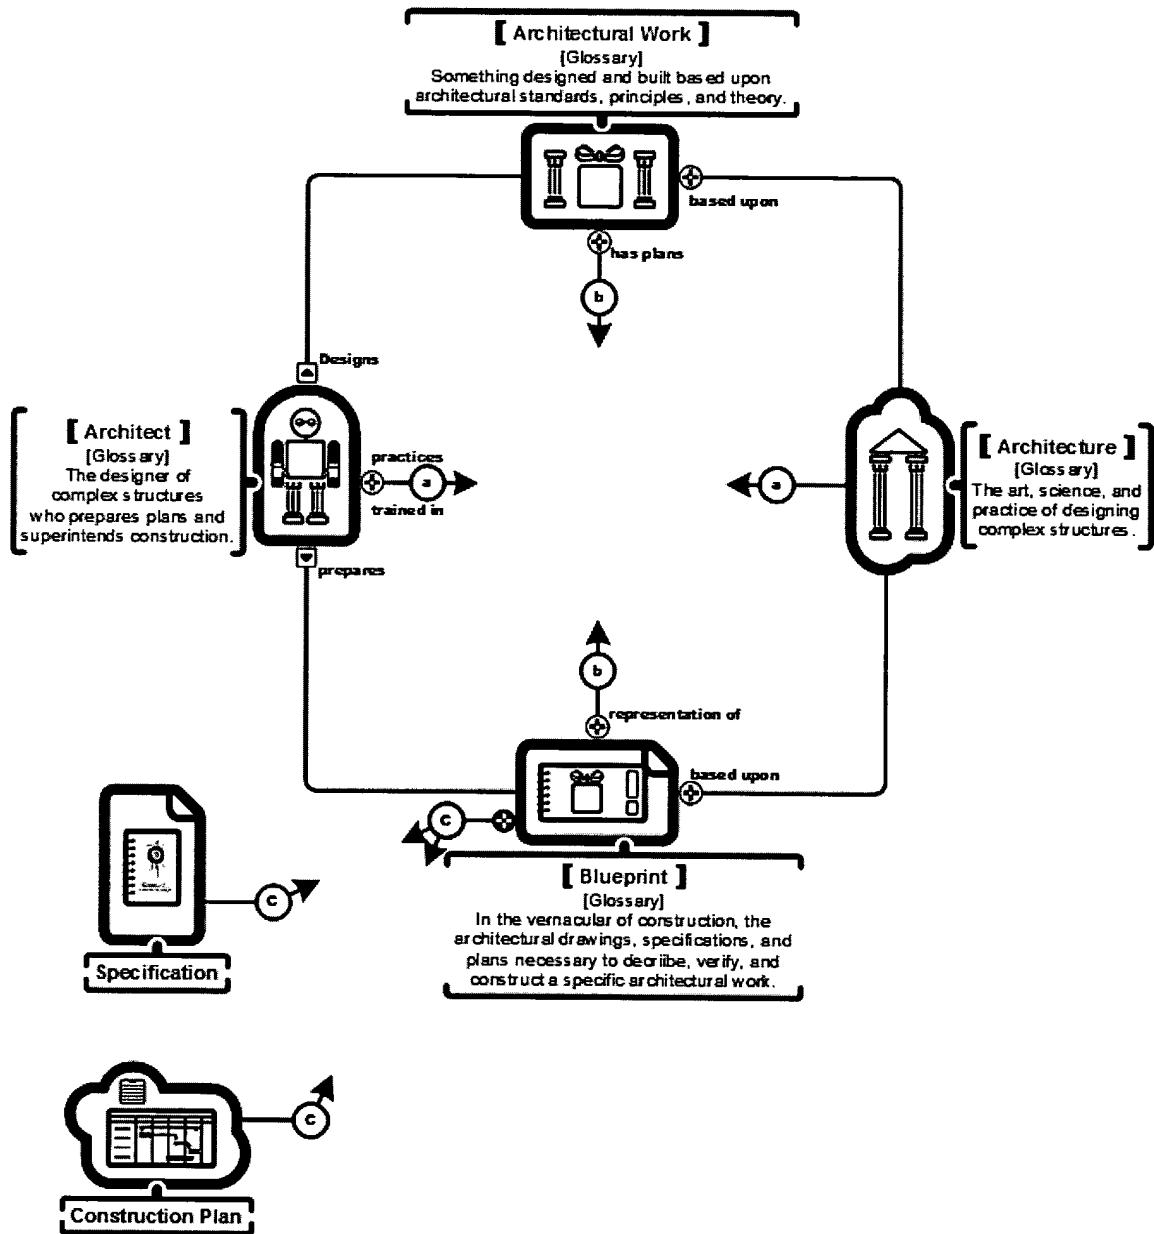 [ Architectural Work ]
[Glossary]
Something designed and built based upon
architectural standards, principles, and theory.
based upon
has plans
b
Designs
[ Architect ]
[Glossary]
The designer of
complex structures
who prepares plans and
superintends construction.
practices
a
trained in
prepares
a
[ Architecture ]
[Glossary]
The art, science, and
practice of designing
complex structures.
b
representation of
based upon
c
[ Blueprint ]
[Glossary]
In the vernacular of construction, the
architectural drawings, specifications, and
plans necessary to decriibe, verify, and
construct a specific architectural work.
c
Specification
c
Construction Plan